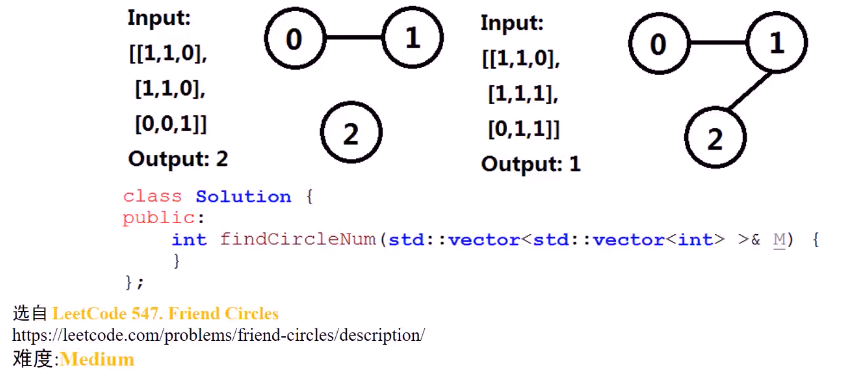 Input:
[[1,1,0],
[1,1,0],
[0,0,1]]
Output: 2
0
1
2
Input:
[[1,1,0],
[1,1,1],
[0,1,1]]
Output: 1
0
1
2
class Solution {
public:
    int findCircleNum(std::vector<std::vector<int> >& M) {
    }
};
选自 LeetCode 547. Friend Circles
https://leetcode.com/problems/friend-circles/description/
难度:Medium